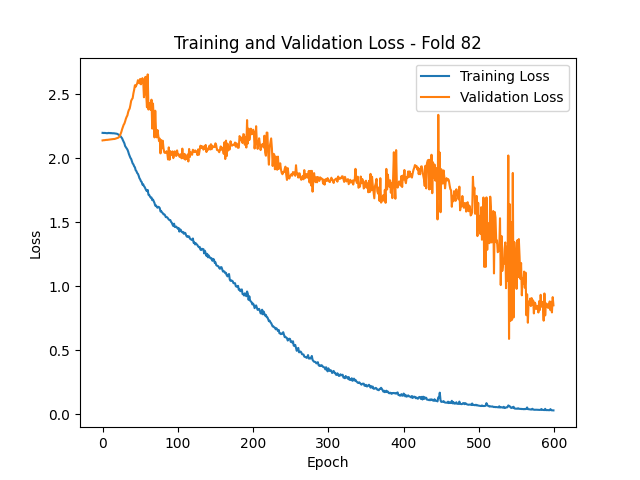 Training and Validation Loss - Fold 82
Training Loss
Validation Loss
Loss
2.5
2.0
1.5
1.0
0.5
0.0
0 100 200 300 400 500 600
Epoch